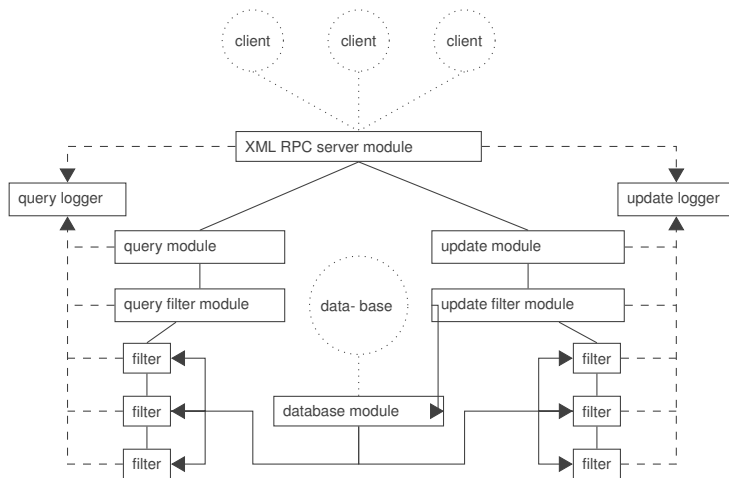 client
client
client
XML RPC server module
query logger
update logger
query module
update module
query filter module
data- base
update filter module
filter
filter
filter
database module
filter
filter
filter